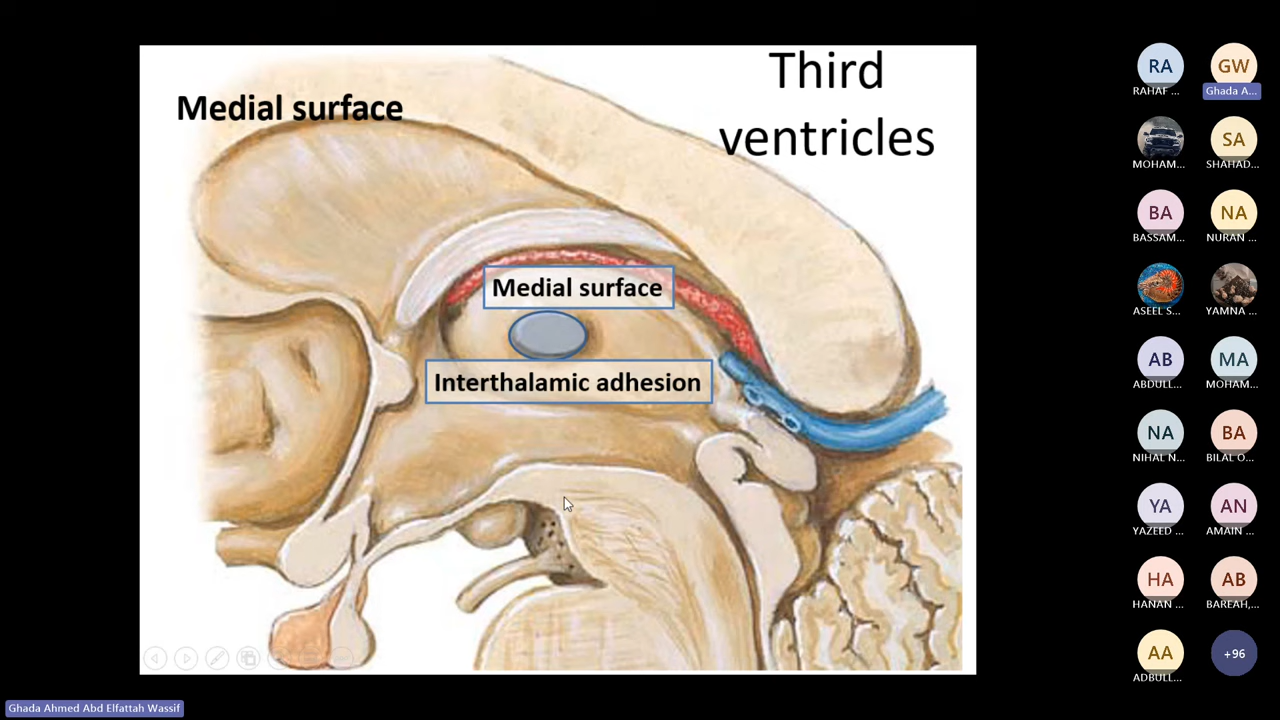 Third
ventricles
Medial surface
Medial surface
Interthalamic adhesion
RA
RAHAF ...
GW
Ghada A...
MOHAM...
SA
SHAHAD...
BA
BASSAM...
NA
NURAN ...
ASEEL S...
YAMNA ...
AB
ABDULL...
MA
MOHAM...
NA
NIHAL N...
BA
BILAL O...
YA
YAZEED ...
AN
AMAIN ...
HA
HANAN ...
AB
BAREAH,...
AA
ADBULL...
+96
Ghada Ahmed Abd Elfattah Wassif